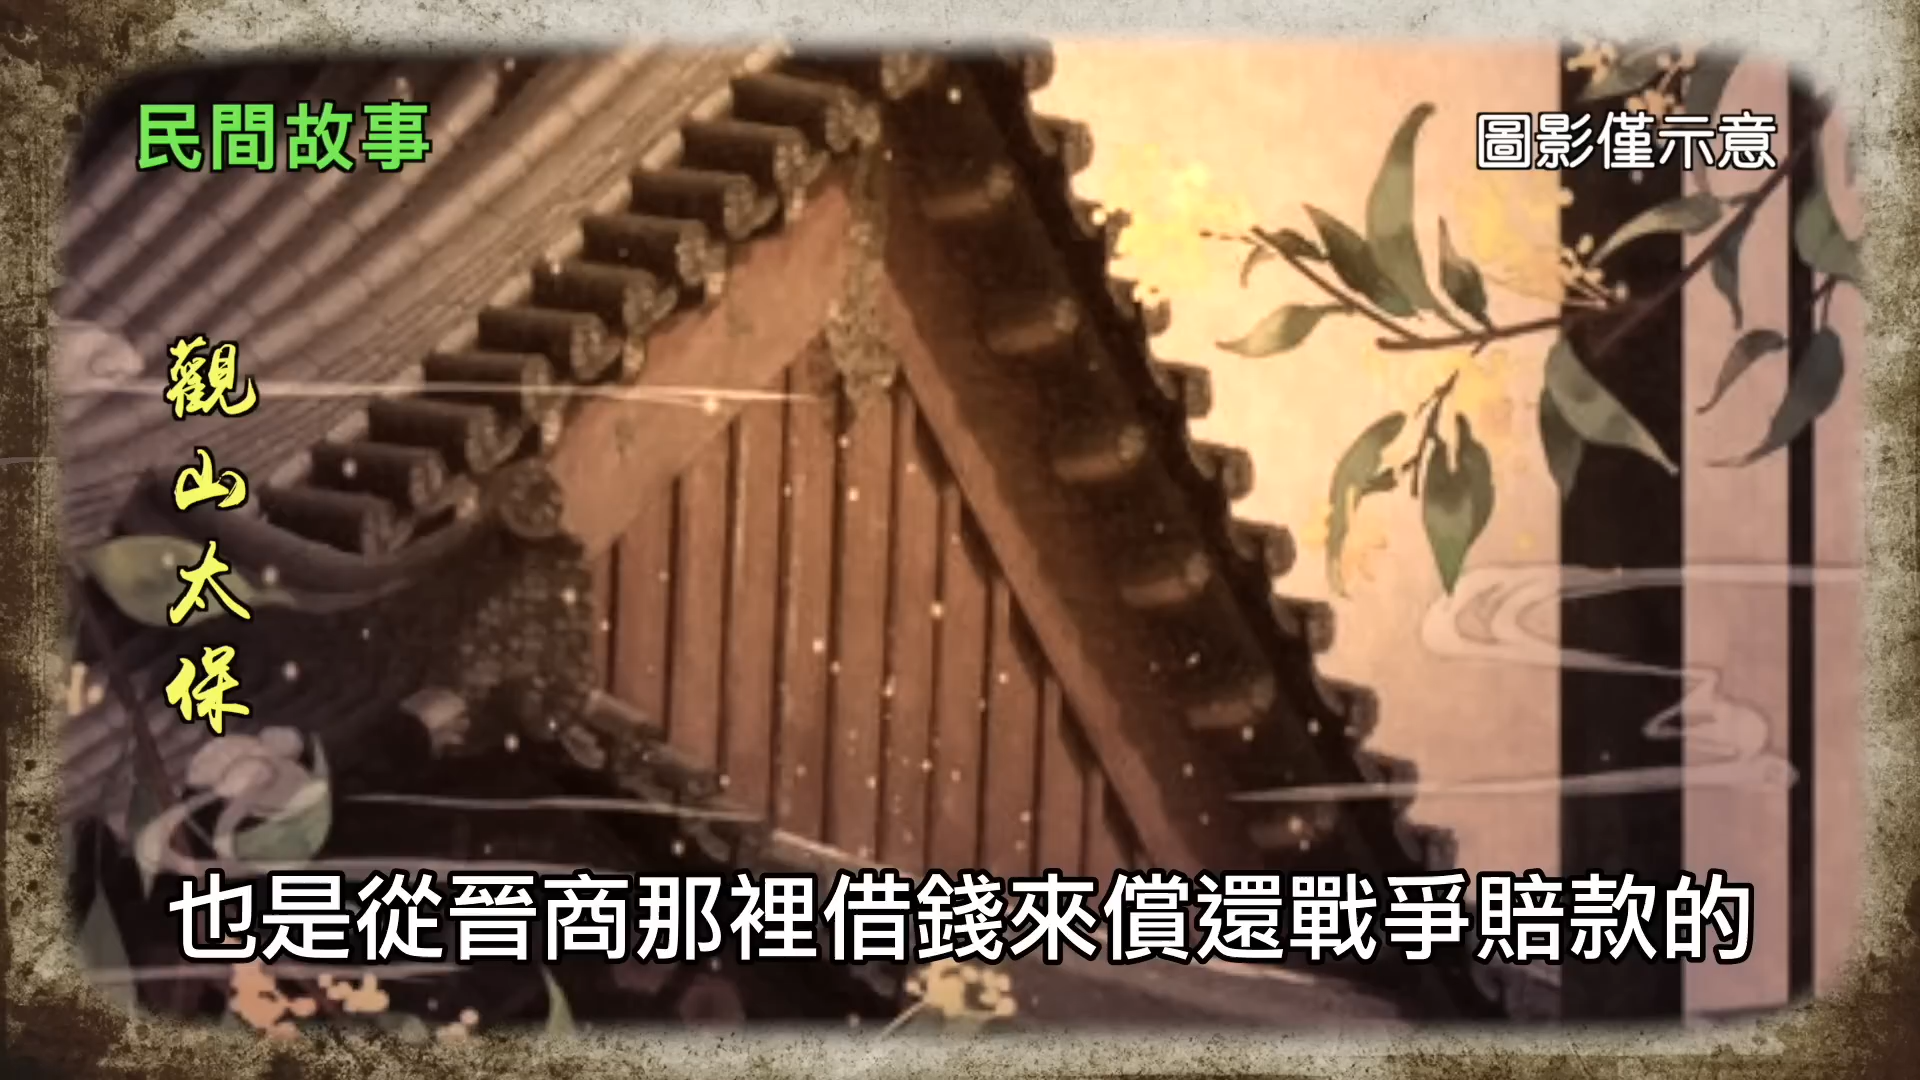 民間故事
圖影僅示意
觀山太保
也是從晉商那裡借錢來償還戰爭賠款的